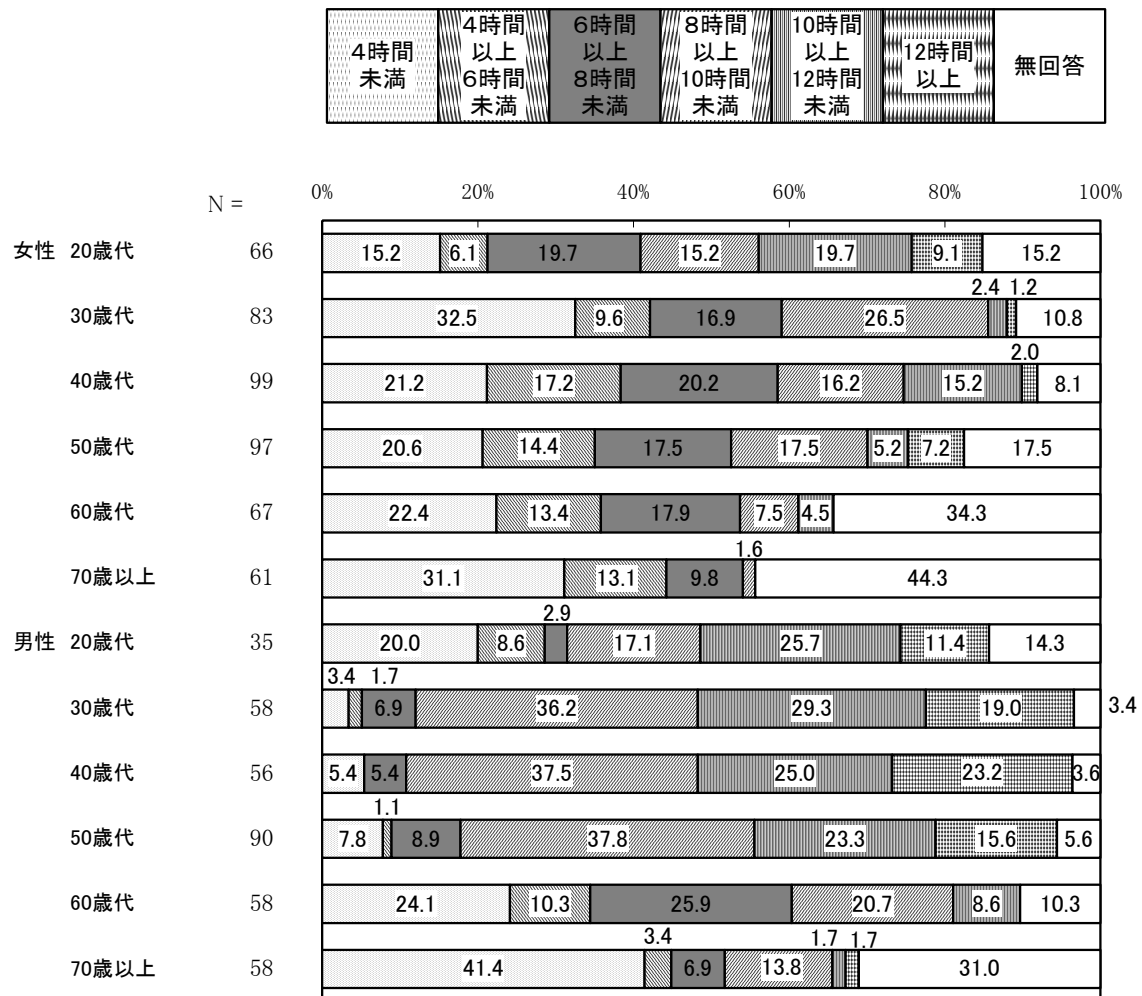 4時間
未満
4時間
以上
6時間
未満
6時間
以上
8時間
未満
8時間
以上
10時間
未満
10時間
以上
12時間
未満
12時間
以上
無回答
N =
0% 20% 40% 60% 80% 100%
女性 20歳代 66 15.2 6.1 19.7 15.2 19.7 9.1 15.2
2.4 1.2
30歳代 83 32.5 9.6 16.9 26.5 10.8
2.0
40歳代 99 21.2 17.2 20.2 16.2 15.2 8.1
50歳代 97 20.6 14.4 17.5 17.5 5.2 7.2 17.5
60歳代 67 22.4 13.4 17.9 7.5 4.5 34.3
1.6
70歳以上 61 31.1 13.1 9.8 44.3
2.9
男性 20歳代 35 20.0 8.6 17.1 25.7 11.4 14.3
3.4 1.7
30歳代 58 6.9 36.2 29.3 19.0 3.4
40歳代 56 5.4 5.4 37.5 25.0 23.2 3.6
1.1
50歳代 90 7.8 8.9 37.8 23.3 15.6 5.6
60歳代 58 24.1 10.3 25.9 20.7 8.6 10.3
3.4 1.7 1.7
70歳以上 58 41.4 6.9 13.8 31.0